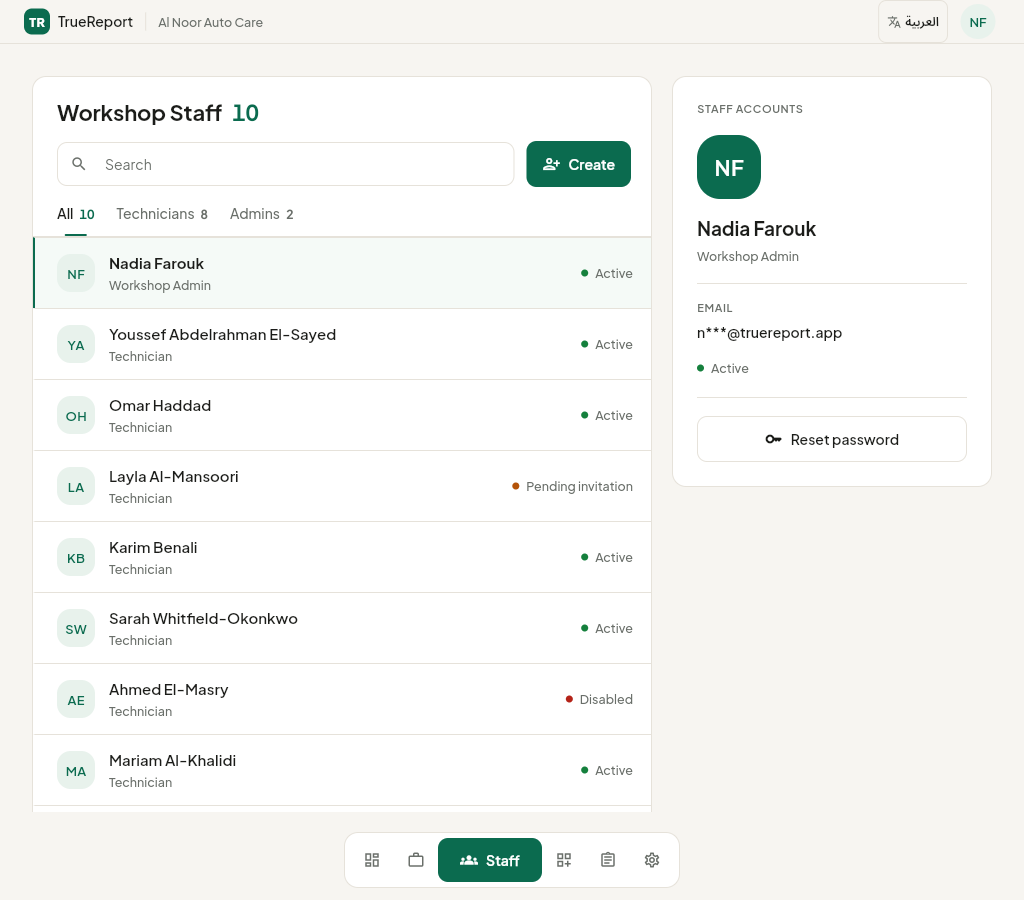 TR TrueReport Al Noor Auto Care العربية NF
Workshop Staff 10
Search
Create
All 10 Technicians 8 Admins 2
NF
Nadia Farouk
Workshop Admin
Active
YA
Youssef Abdelrahman El-Sayed
Technician
Active
OH
Omar Haddad
Technician
Active
LA
Layla Al-Mansoori
Technician
Pending invitation
KB
Karim Benali
Technician
Active
SW
Sarah Whitfield-Okonkwo
Technician
Active
AE
Ahmed El-Masry
Technician
Disabled
MA
Mariam Al-Khalidi
Technician
Active
STAFF ACCOUNTS
NF
Nadia Farouk
Workshop Admin
EMAIL
n***@truereport.app
Active
Reset password
Staff